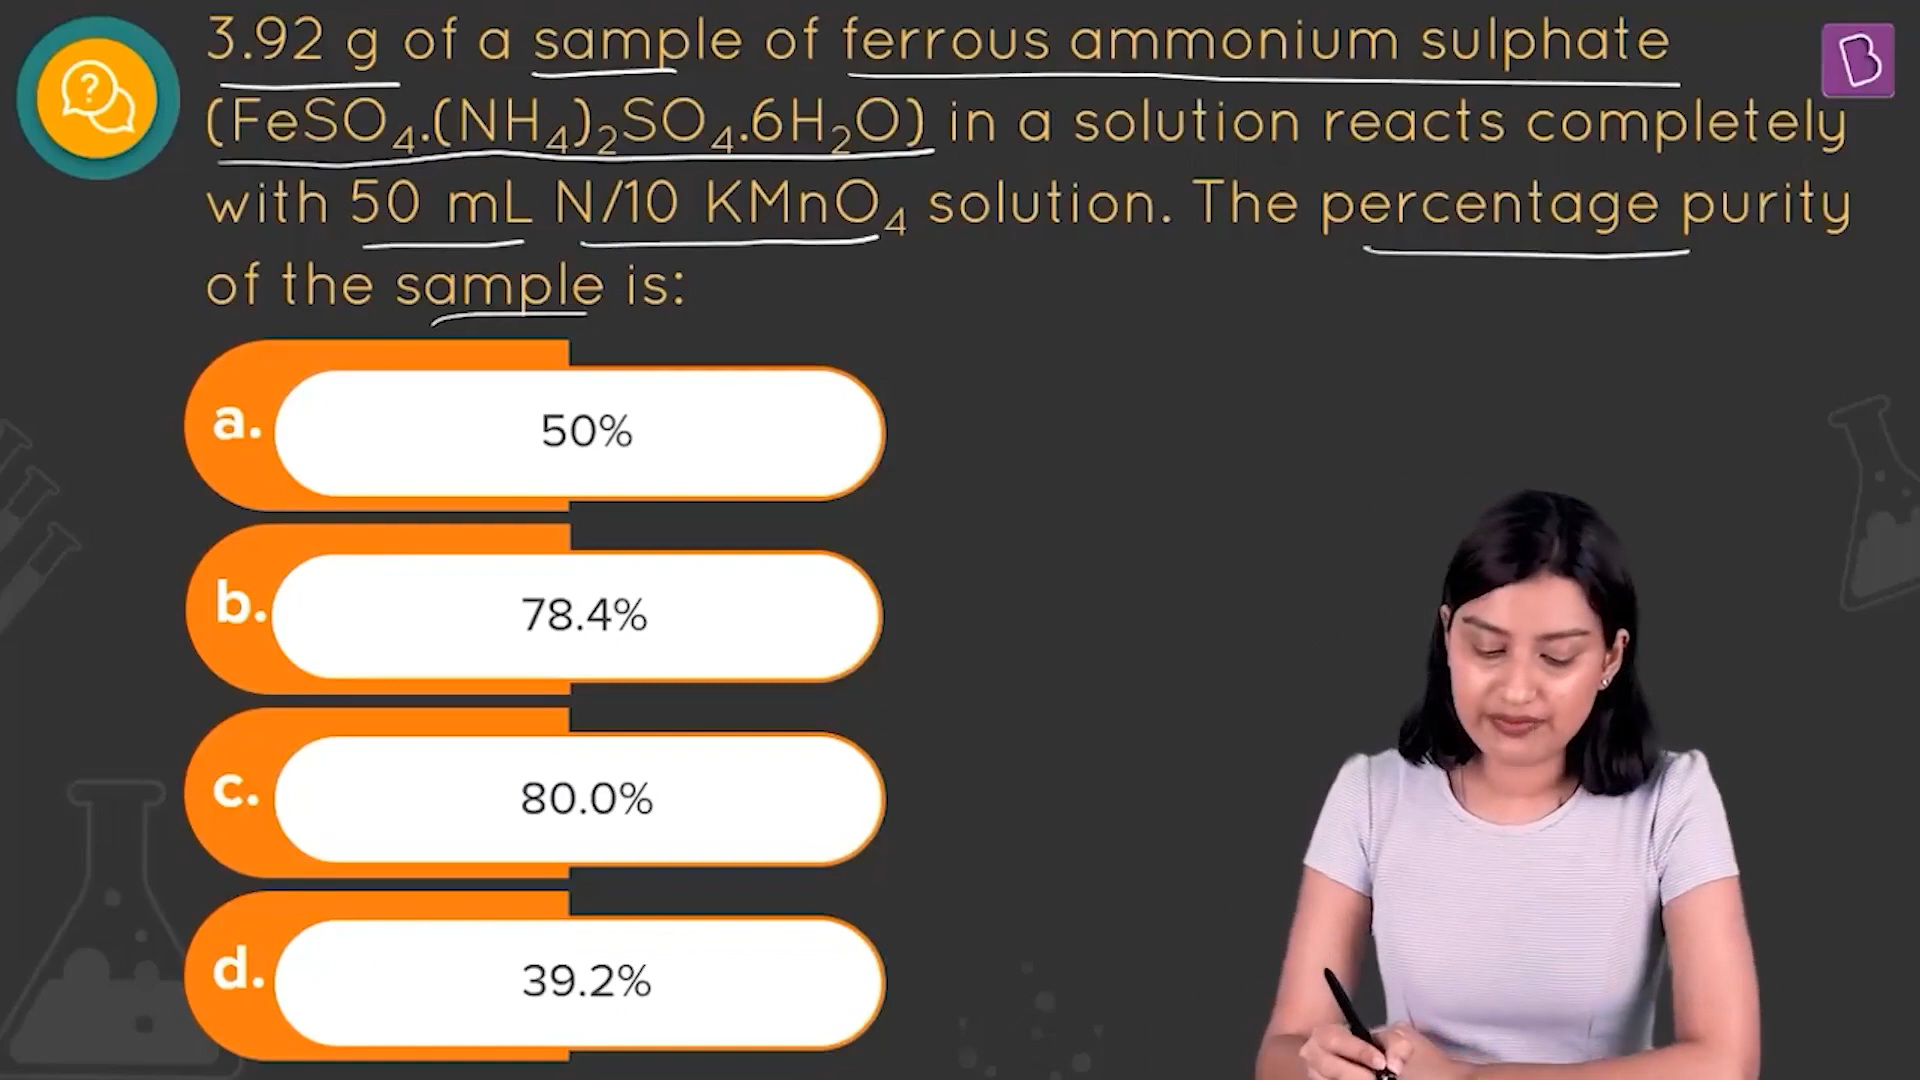 3.92 g of a sample of ferrous ammonium sulphate
(FeSO₄.(NH₄)₂SO₄.6H₂O) in a solution reacts completely
with 50 mL N/10 KMnO₄ solution. The percentage purity
of the sample is:
a. 50%
b. 78.4%
c. 80.0%
d. 39.2%
?
B